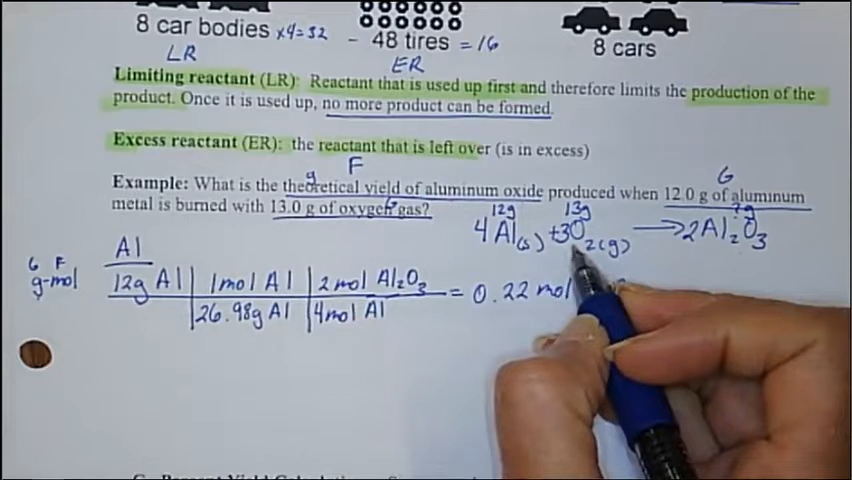 8 car bodies ×4=32 - 48 tires =16 8 cars
LR ER
Limiting reactant (LR): Reactant that is used up first and therefore limits the production of the
product. Once it is used up, no more product can be formed.
Excess reactant (ER): the reactant that is left over (is in excess)
g F G
Example: What is the theoretical yield of aluminum oxide produced when 12.0 g of aluminum
metal is burned with 13.0 g of oxygen gas?
12g 13g ?g
4Al(s) + 3O2(g) → 2Al2O3
Al
G F
g-mol
12g Al | 1mol Al | 2 mol Al2O3 = 0.22 mol
26.98g Al | 4mol Al